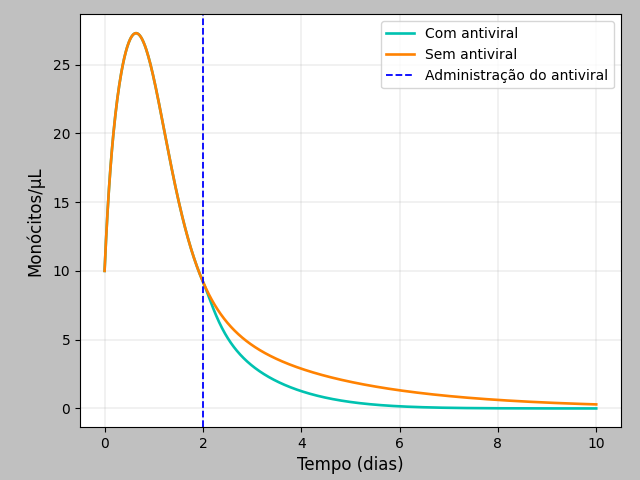 Com antiviral
Sem antiviral
Administração do antiviral
Monócitos/μL
25
20
15
10
5
0
0 2 4 6 8 10
Tempo (dias)